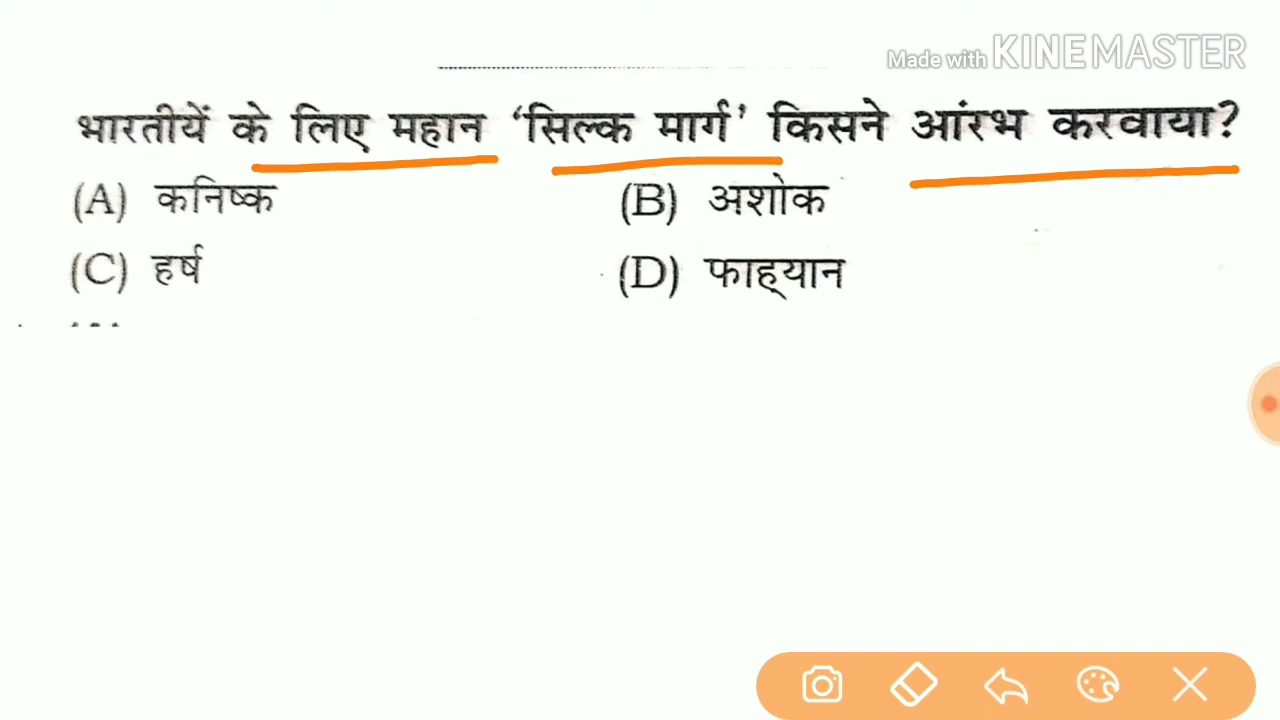 Made with KINEMASTER
भारतीयें के लिए महान ‘सिल्क मार्ग’ किसने आंरभ करवाया?
(A) कनिष्क (B) अशोक
(C) हर्ष (D) फाह्यान